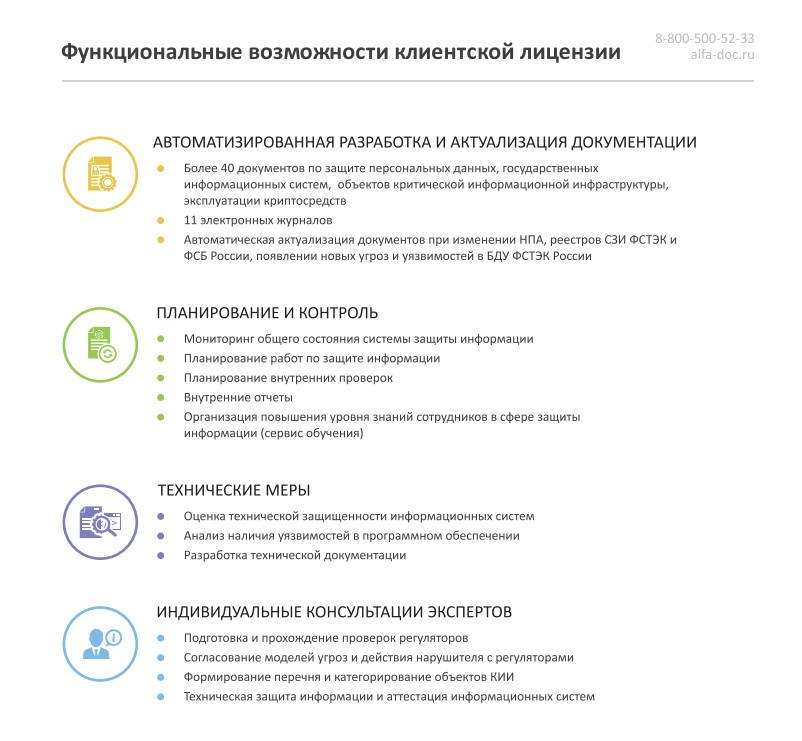 Функциональные возможности клиентской лицензии
8-800-500-52-33
alfa-doc.ru
АВТОМАТИЗИРОВАННАЯ РАЗРАБОТКА И АКТУАЛИЗАЦИЯ ДОКУМЕНТАЦИИ
Более 40 документов по защите персональных данных, государственных
информационных систем, объектов критической информационной инфраструктуры,
эксплуатации криптосредств
11 электронных журналов
Автоматическая актуализация документов при изменении НПА, реестров СЗИ ФСТЭК и
ФСБ России, появлении новых угроз и уязвимостей в БДУ ФСТЭК России
ПЛАНИРОВАНИЕ И КОНТРОЛЬ
Мониторинг общего состояния системы защиты информации
Планирование работ по защите информации
Планирование внутренних проверок
Внутренние отчеты
Организация повышения уровня знаний сотрудников в сфере защиты
информации (сервис обучения)
ТЕХНИЧЕСКИЕ МЕРЫ
Оценка технической защищенности информационных систем
Анализ наличия уязвимостей в программном обеспечении
Разработка технической документации
ИНДИВИДУАЛЬНЫЕ КОНСУЛЬТАЦИИ ЭКСПЕРТОВ
Подготовка и прохождение проверок регуляторов
Согласование моделей угроз и действия нарушителя с регуляторами
Формирование перечня и категорирование объектов КИИ
Техническая защита информации и аттестация информационных систем